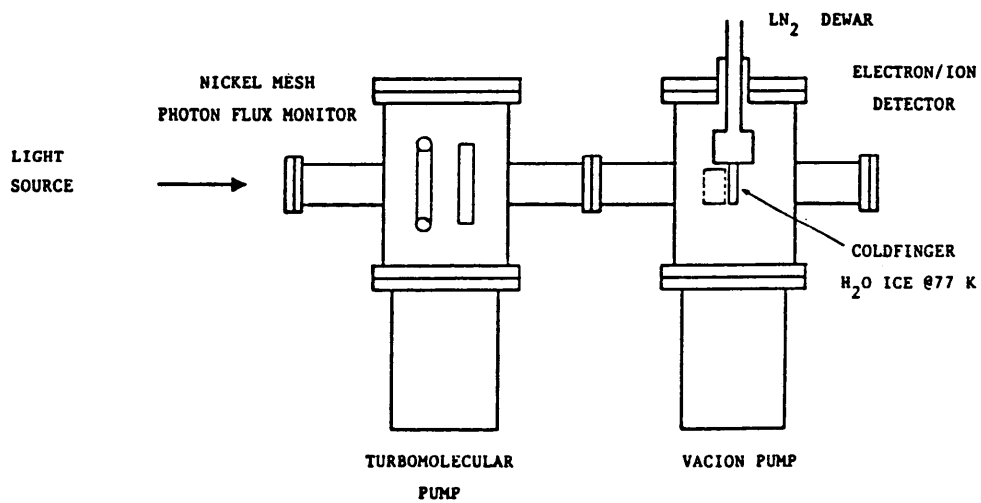 LN2 DEWAR
NICKEL MESH
PHOTON FLUX MONITOR
ELECTRON/ION
DETECTOR
LIGHT
SOURCE
COLDFINGER
H2O ICE @77 K
TURBOMOLECULAR
PUMP
VACION PUMP